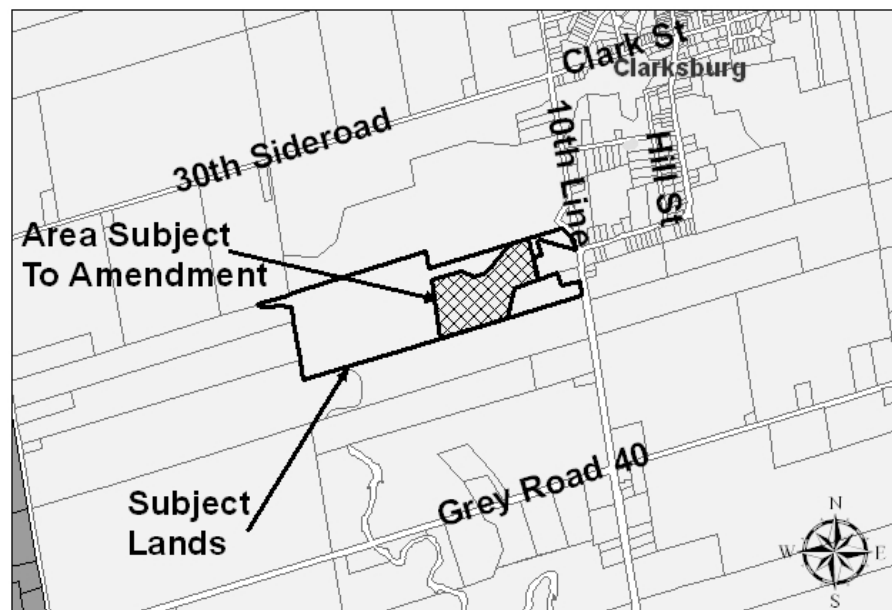 Clark St
Clarksburg
30th Sideroad
10th Line
Hill St
Area Subject
To Amendment
Grey Road 40
Subject
Lands
N
W
E
S